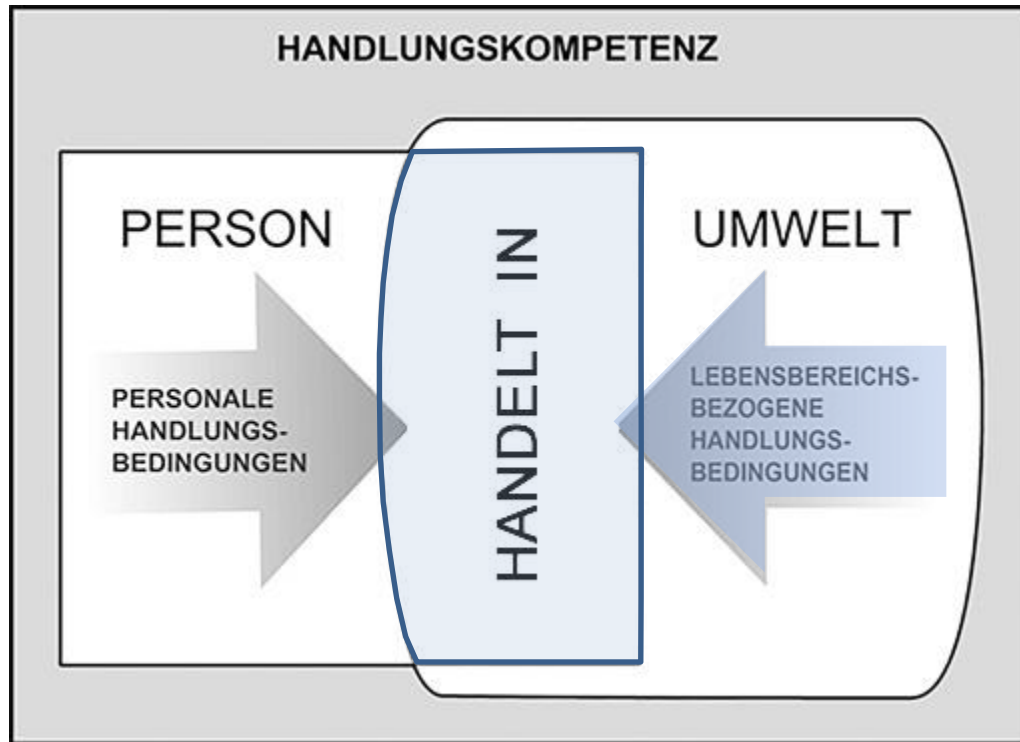 HANDLUNGSKOMPETENZ
PERSON
PERSONALE
HANDLUNGS-
BEDINGUNGEN
HANDELT IN
UMWELT
LEBENSBEREICHS-
BEZOGENE
HANDLUNGS-
BEDINGUNGEN